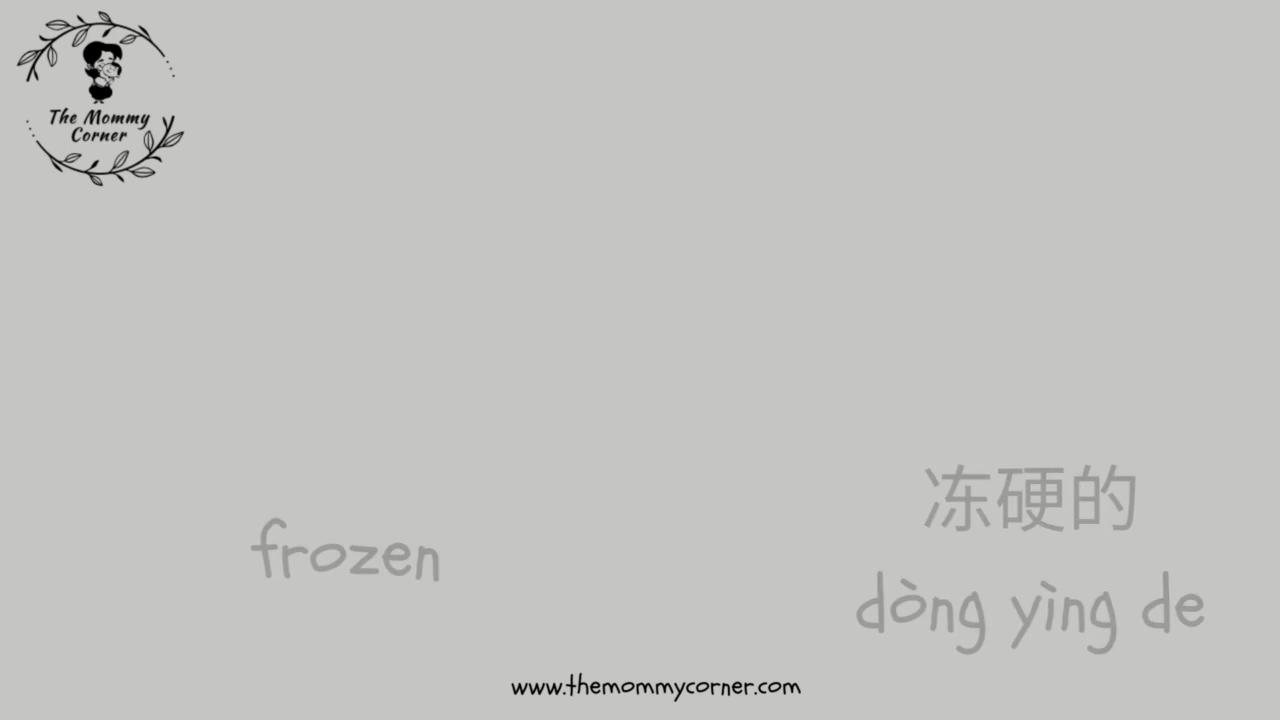 The Mommy
Corner
frozen
冻硬的
dòng yìng de
www.themommycorner.com